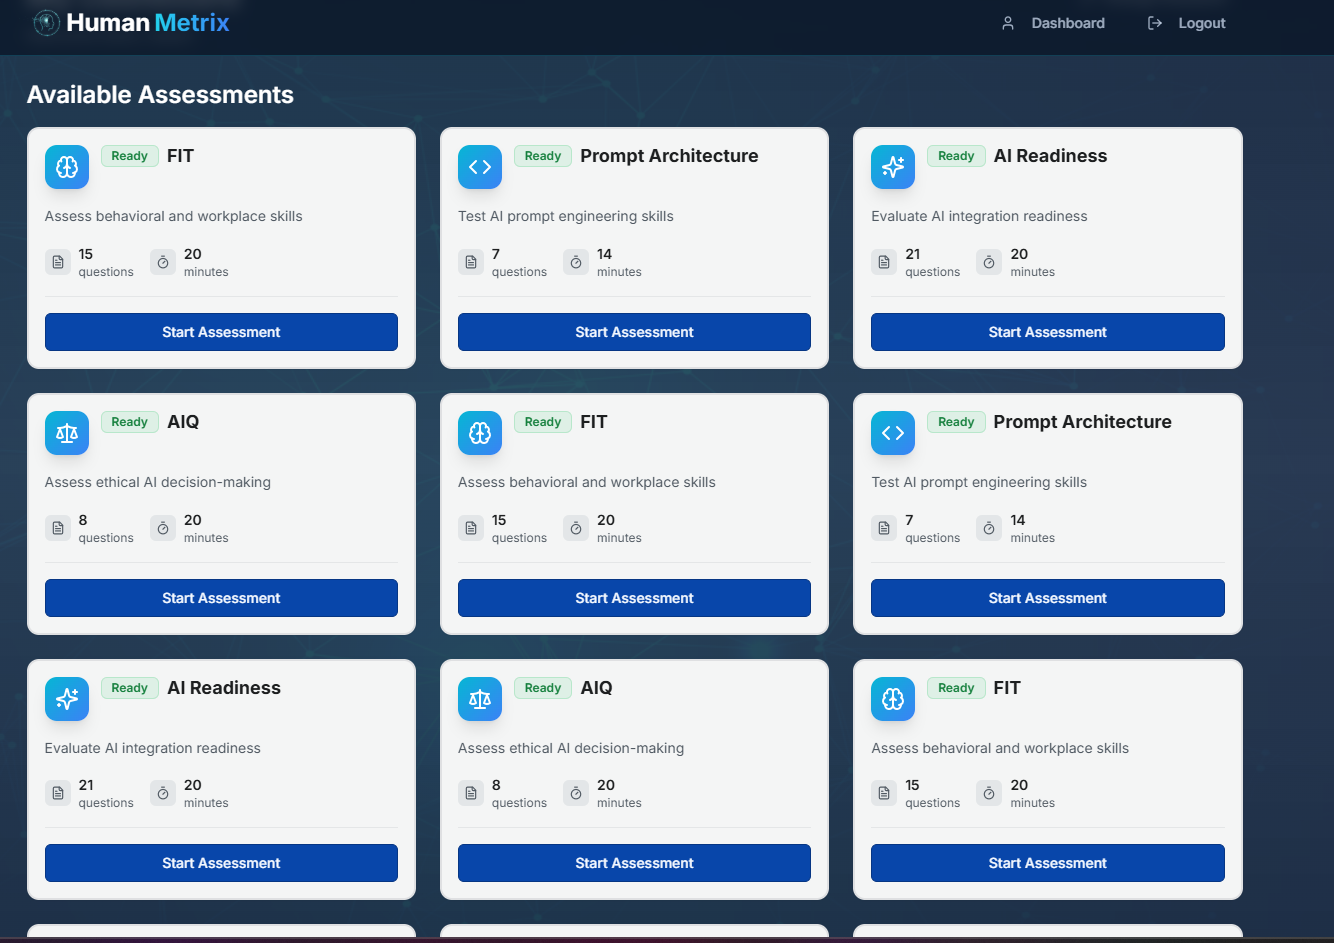 Human Metrix
Dashboard
Logout
Available Assessments
Ready FIT
Assess behavioral and workplace skills
15 questions
20 minutes
Start Assessment
Ready Prompt Architecture
Test AI prompt engineering skills
7 questions
14 minutes
Start Assessment
Ready AI Readiness
Evaluate AI integration readiness
21 questions
20 minutes
Start Assessment
Ready AIQ
Assess ethical AI decision-making
8 questions
20 minutes
Start Assessment
Ready FIT
Assess behavioral and workplace skills
15 questions
20 minutes
Start Assessment
Ready Prompt Architecture
Test AI prompt engineering skills
7 questions
14 minutes
Start Assessment
Ready AI Readiness
Evaluate AI integration readiness
21 questions
20 minutes
Start Assessment
Ready AIQ
Assess ethical AI decision-making
8 questions
20 minutes
Start Assessment
Ready FIT
Assess behavioral and workplace skills
15 questions
20 minutes
Start Assessment